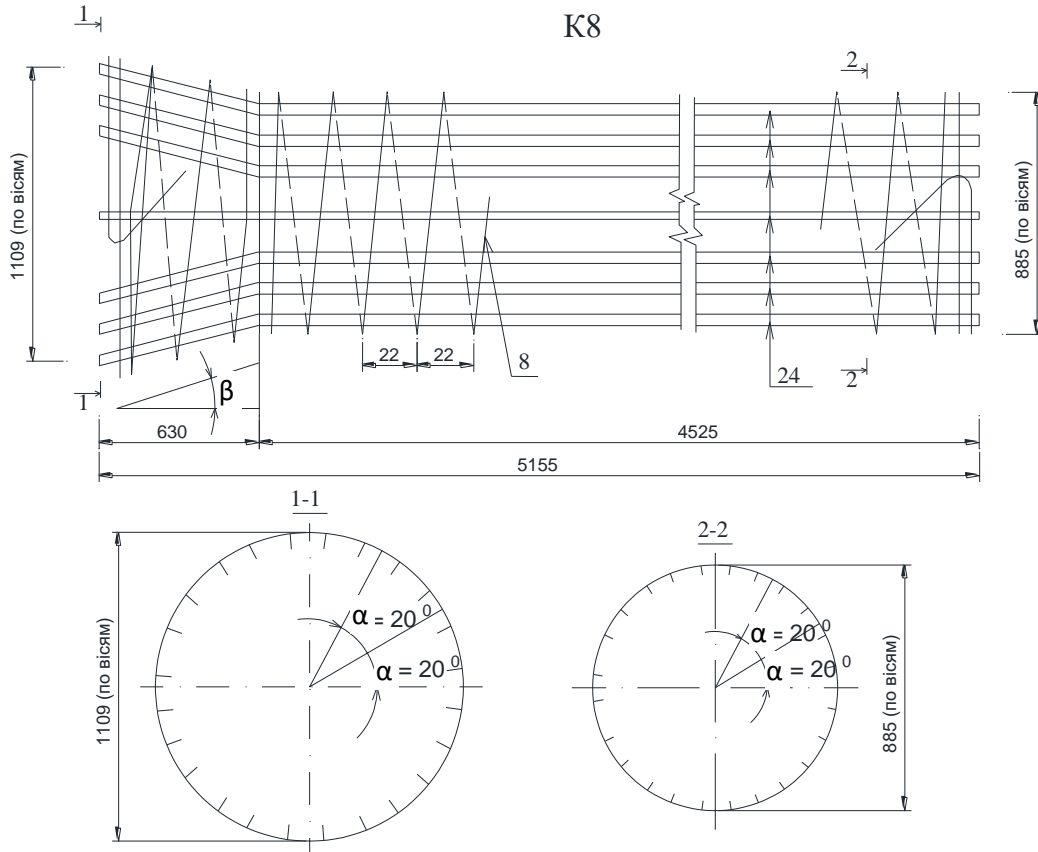 К8
1
2
1109 (по вісям)
885 (по вісям)
22
22
8
24
2
1
β
630
4525
5155
1-1
2-2
1109 (по вісям)
α = 20⁰
α = 20⁰
α = 20⁰
α = 20⁰
885 (по вісям)